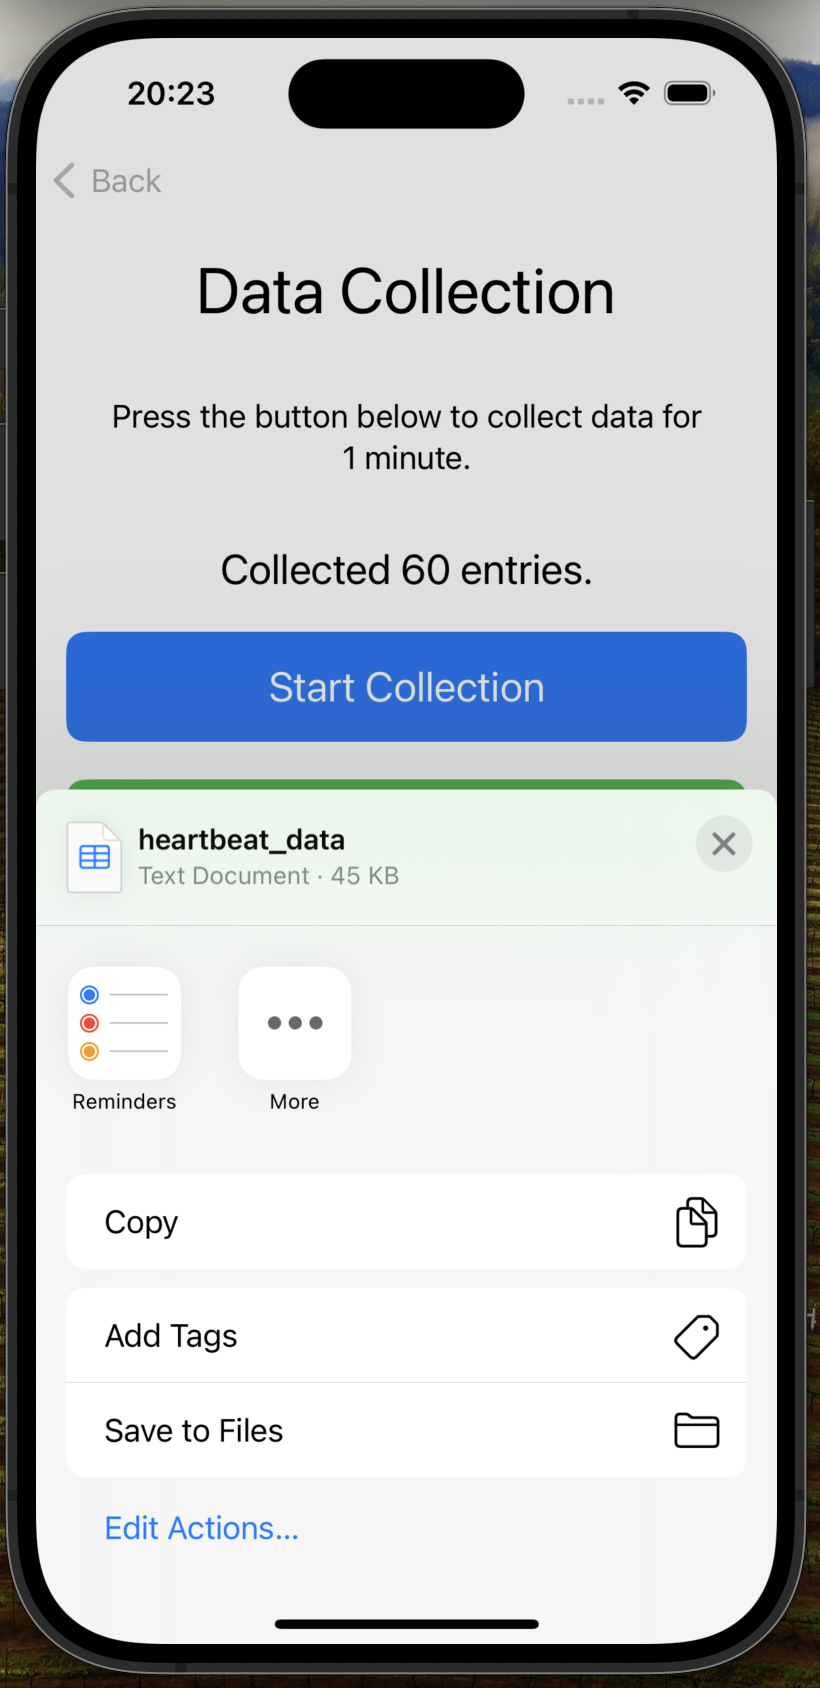 20:23
Back
Data Collection
Press the button below to collect data for
1 minute.
Collected 60 entries.
Start Collection
heartbeat_data
Text Document · 45 KB
Reminders
More
Copy
Add Tags
Save to Files
Edit Actions...